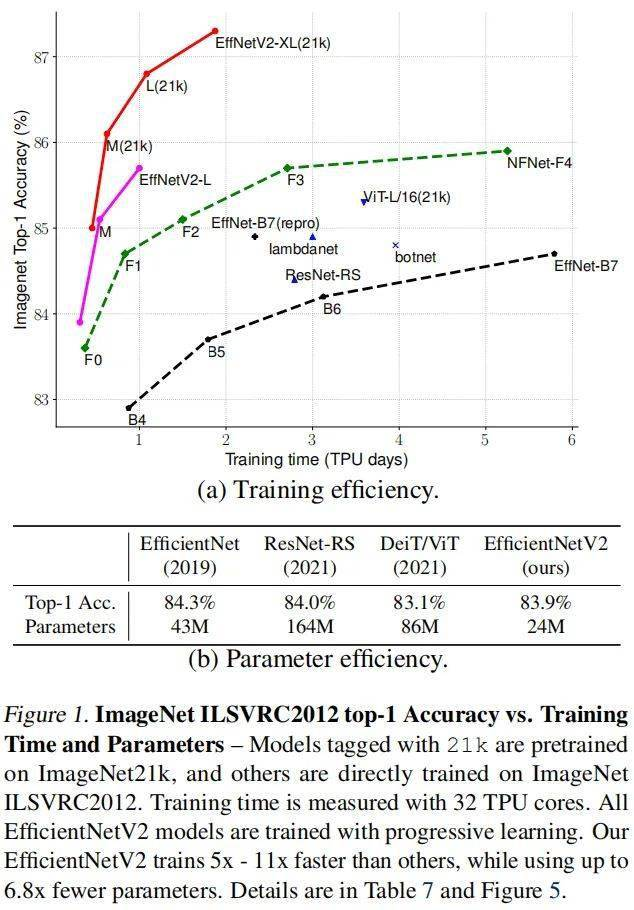 EffNetV2-XL(21k)
87
L(21k)
M(21k)
86
NFNet-F4
EffNetV2-L
F3
ViT-L/16(21k)
EffNet-B7(repro)
85
M
F2
lambdanet
botnet
F1
ResNet-RS
EffNet-B7
84
B6
F0
B5
83
B4
Imagenet Top-1 Accuracy (%)
1 2 3 4 5 6
Training time (TPU days)
(a) Training efficiency.
EfficientNet ResNet-RS DeiT/ViT EfficientNetV2
(2019) (2021) (2021) (ours)
Top-1 Acc. 84.3% 84.0% 83.1% 83.9%
Parameters 43M 164M 86M 24M
(b) Parameter efficiency.
Figure 1. ImageNet ILSVRC2012 top-1 Accuracy vs. Training
Time and Parameters – Models tagged with 21k are pretrained
on ImageNet21k, and others are directly trained on ImageNet
ILSVRC2012. Training time is measured with 32 TPU cores. All
EfficientNetV2 models are trained with progressive learning. Our
EfficientNetV2 trains 5x - 11x faster than others, while using up to
6.8x fewer parameters. Details are in Table 7 and Figure 5.